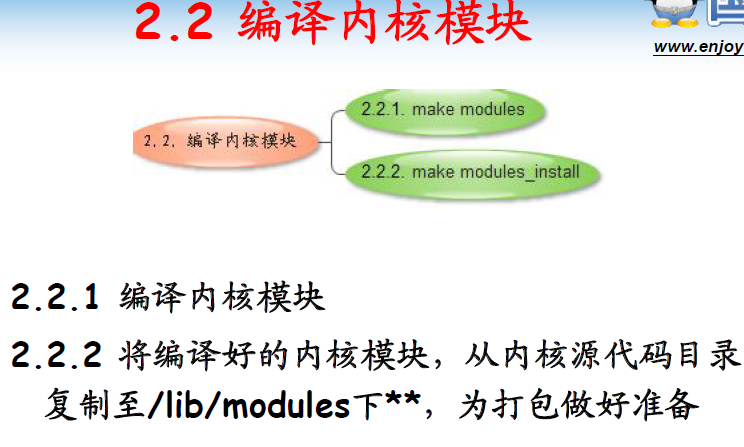 2.2 编译内核模块
www.enjoy
2.2. 编译内核模块
2.2.1. make modules
2.2.2. make modules_install
2.2.1 编译内核模块
2.2.2 将编译好的内核模块，从内核源代码目录
复制至/lib/modules下**，为打包做好准备